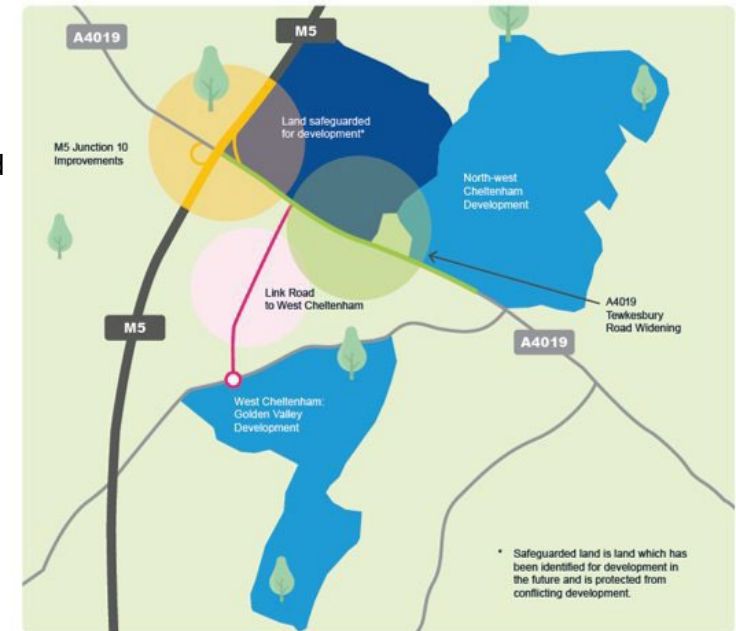 A4019
M5
Land safeguarded
for development*
M5 Junction 10
Improvements
North-west
Cheltenham
Development
Link Road
to West Cheltenham
A4019
Tewkesbury
Road Widening
M5
A4019
West Cheltenham:
Golden Valley
Development
* Safeguarded land is land which has
been identified for development in
the future and is protected from
conflicting development.